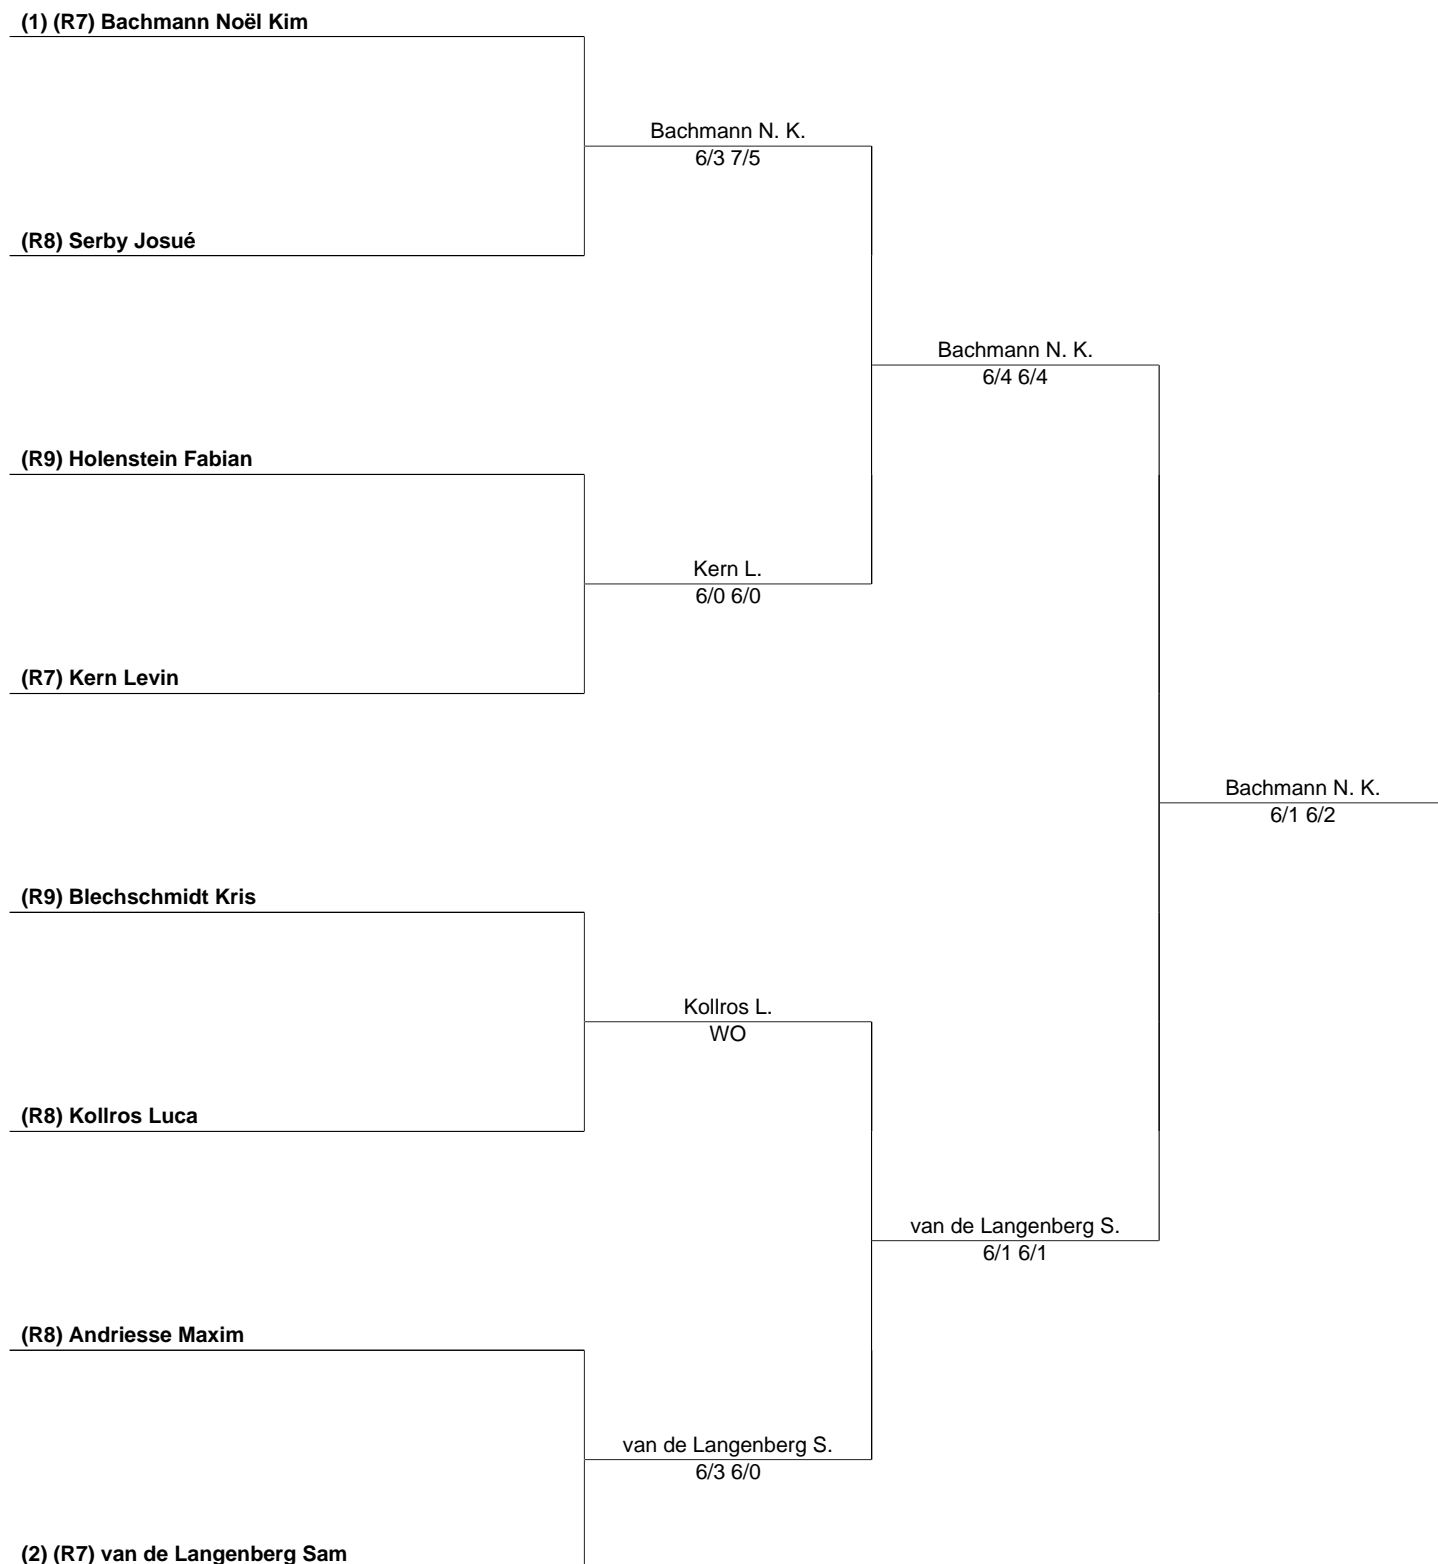 (1) (R7) Bachmann Noël Kim
Bachmann N. K.
6/3 7/5
(R8) Serby Josué
Bachmann N. K.
6/4 6/4
(R9) Holenstein Fabian
Kern L.
6/0 6/0
(R7) Kern Levin
Bachmann N. K.
6/1 6/2
(R9) Blechschmidt Kris
Kollros L.
WO
(R8) Kollros Luca
van de Langenberg S.
6/1 6/1
(R8) Andriesse Maxim
van de Langenberg S.
6/3 6/0
(2) (R7) van de Langenberg Sam